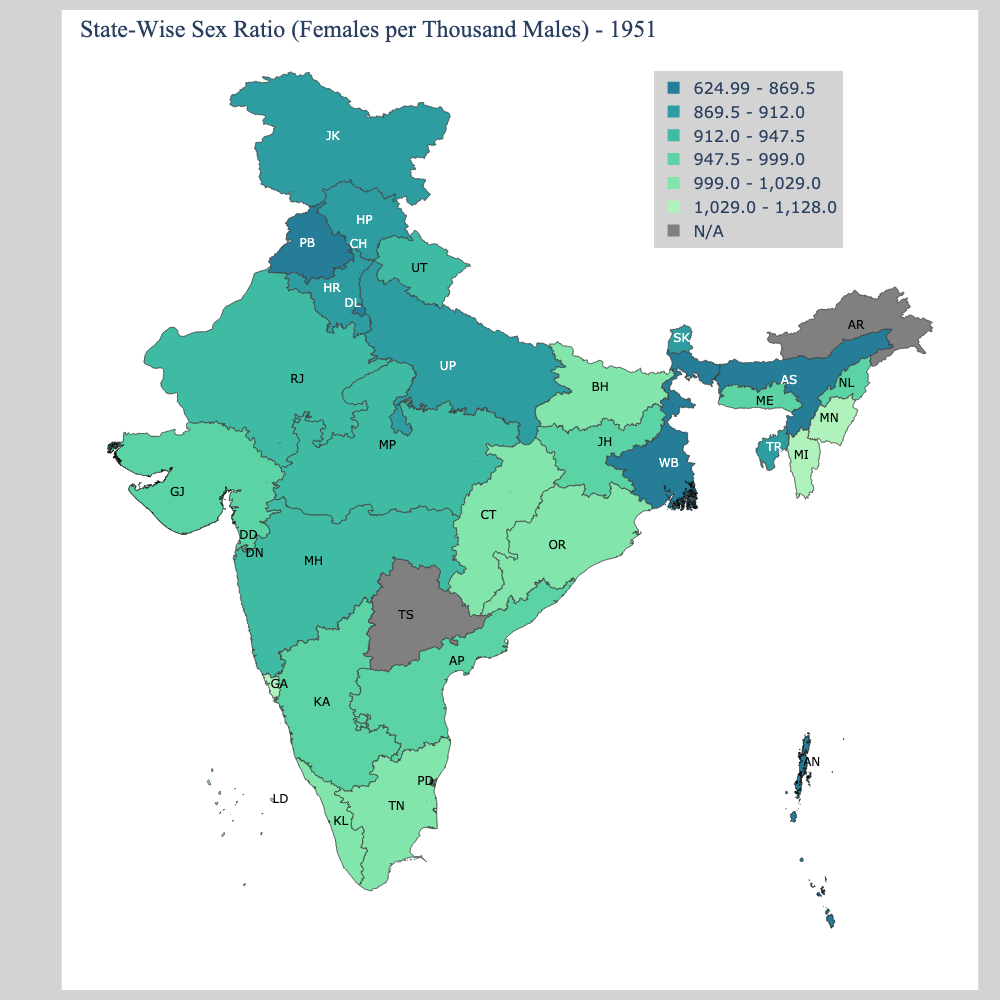 State-Wise Sex Ratio (Females per Thousand Males) - 1951
624.99 - 869.5
869.5 - 912.0
912.0 - 947.5
947.5 - 999.0
999.0 - 1,029.0
1,029.0 - 1,128.0
N/A
JK
HP
PB
CH
UT
HR
DL
AR
SK
UP
RJ
AS
NL
BH
ME
MN
MP
JH
TR
MI
WB
GJ
CT
DD
OR
DN
MH
TS
AP
GA
KA
AN
PD
LD
TN
KL